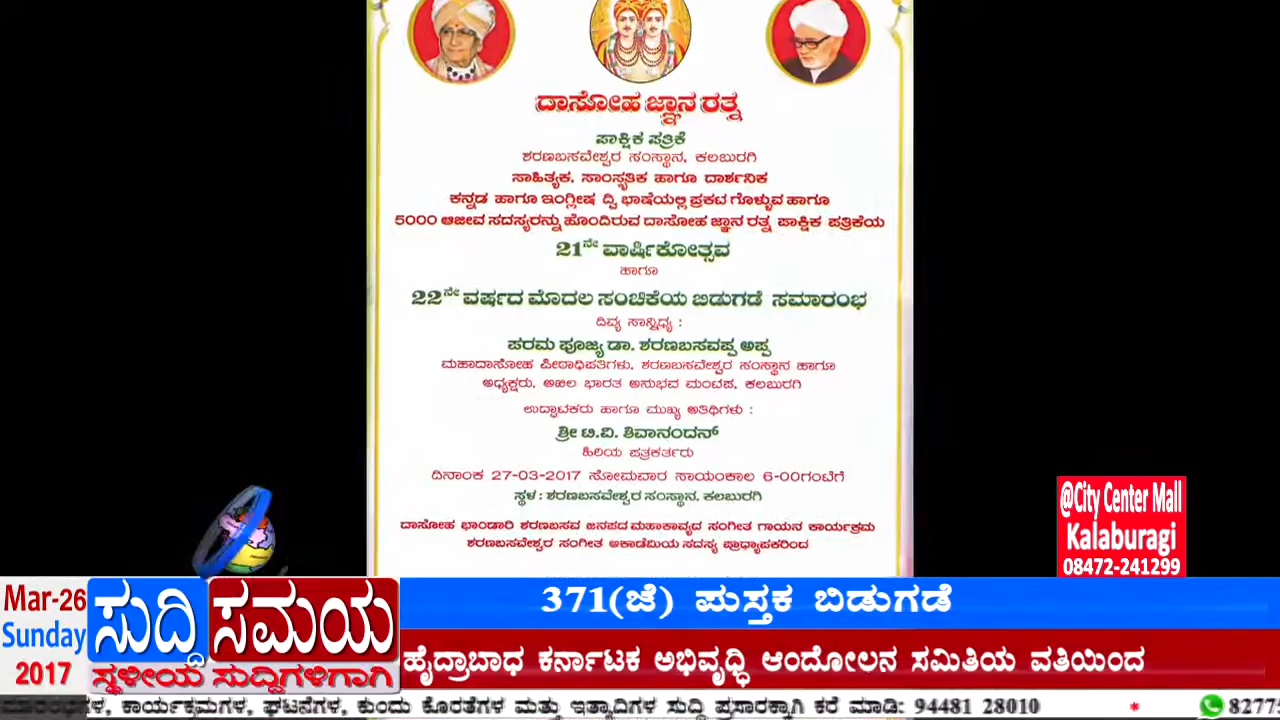 ದಾಸೋಹ ಜ್ಞಾನ ರತ್ನ
ಪಾಕ್ಷಿಕ ಪತ್ರಿಕೆ
ಶರಣಬಸವೇಶ್ವರ ಸಂಸ್ಥಾನ, ಕಲಬುರಗಿ
ಸಾಹಿತ್ಯಕ, ಸಾಂಸ್ಕೃತಿಕ ಹಾಗೂ ದಾರ್ಶನಿಕ
ಕನ್ನಡ ಹಾಗೂ ಇಂಗ್ಲೀಷ ದ್ವಿ ಭಾಷೆಯಲ್ಲಿ ಪ್ರಕಟ ಗೊಳ್ಳುವ ಹಾಗೂ
5000 ಆಜೀವ ಸದಸ್ಯರನ್ನು ಹೊಂದಿರುವ ದಾಸೋಹ ಜ್ಞಾನ ರತ್ನ ಪಾಕ್ಷಿಕ ಪತ್ರಿಕೆಯ
21ನೇ ವಾರ್ಷಿಕೋತ್ಸವ
ಹಾಗೂ
22ನೇ ವರ್ಷದ ಮೊದಲ ಸಂಚಿಕೆಯ ಬಿಡುಗಡೆ ಸಮಾರಂಭ
ದಿವ್ಯ ಸಾನ್ನಿಧ್ಯ :
ಪರಮ ಪೂಜ್ಯ ಡಾ. ಶರಣಬಸವಪ್ಪ ಅಪ್ಪ
ಮಹಾದಾಸೋಹ ಪೀಠಾಧಿಪತಿಗಳು, ಶರಣಬಸವೇಶ್ವರ ಸಂಸ್ಥಾನ ಹಾಗೂ
ಅಧ್ಯಕ್ಷರು, ಅಖಿಲ ಭಾರತ ಅನುಭವ ಮಂಟಪ, ಕಲಬುರಗಿ
ಉದ್ಘಾಟಕರು ಹಾಗೂ ಮುಖ್ಯ ಅತಿಥಿಗಳು :
ಶ್ರೀ ಟಿ.ವಿ. ಶಿವಾನಂದನ್
ಹಿರಿಯ ಪತ್ರಕರ್ತರು
ದಿನಾಂಕ 27-03-2017 ಸೋಮವಾರ ಸಾಯಂಕಾಲ 6-00ಗಂಟೆಗೆ
ಸ್ಥಳ : ಶರಣಬಸವೇಶ್ವರ ಸಂಸ್ಥಾನ, ಕಲಬುರಗಿ
ದಾಸೋಹ ಭಾಂಡಾರಿ ಶರಣಬಸವ ಜನಪದ ಮಹಾಕಾವ್ಯದ ಸಂಗೀತ ಗಾಯನ ಕಾರ್ಯಕ್ರಮ
ಶರಣಬಸವೇಶ್ವರ ಸಂಗೀತ ಅಕಾಡೆಮಿಯ ಸದಸ್ಯ ಪ್ರಾಧ್ಯಾಪಕರಿಂದ
@City Center Mall
Kalaburagi
08472-241299
Mar-26
Sunday
2017
ಸುದ್ದಿ ಸಮಯ
ಸ್ಥಳೀಯ ಸುದ್ದಿಗಳಿಗಾಗಿ
371(ಜೆ) ಪುಸ್ತಕ ಬಿಡುಗಡೆ
ಹೈದ್ರಾಬಾಧ ಕರ್ನಾಟಕ ಅಭಿವೃಧ್ಧಿ ಆಂದೋಲನ ಸಮಿತಿಯ ವತಿಯಿಂದ
ಕಾರ್ಯಕ್ರಮಗಳ, ಘಟನೆಗಳ, ಕುಂದು ಕೊರತೆಗಳ ಮತ್ತು ಇತ್ಯಾದಿಗಳ ಸುದ್ದಿ ಪ್ರಸಾರಕ್ಕಾಗಿ ಕರೆ ಮಾಡಿ: 94481 28010 * 8277